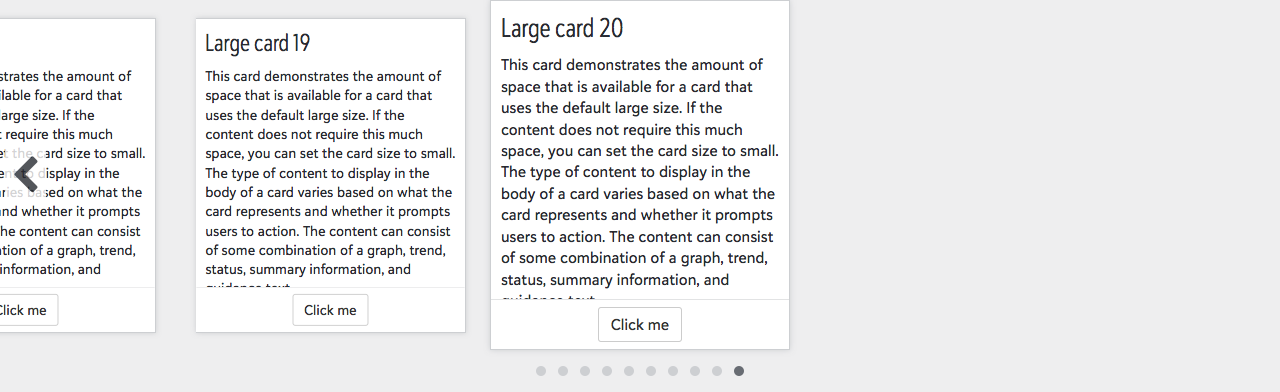 strates the amount of
ilable for a card that
large size. If the
t require this much
et the card size to small.
ent to display in the
aries based on what the
and whether it prompts
he content can consist
ation of a graph, trend,
information, and
Click me
Large card 19
This card demonstrates the amount of
space that is available for a card that
uses the default large size. If the
content does not require this much
space, you can set the card size to small.
The type of content to display in the
body of a card varies based on what the
card represents and whether it prompts
users to action. The content can consist
of some combination of a graph, trend,
status, summary information, and
guidance text.
Click me
Large card 20
This card demonstrates the amount of
space that is available for a card that
uses the default large size. If the
content does not require this much
space, you can set the card size to small.
The type of content to display in the
body of a card varies based on what the
card represents and whether it prompts
users to action. The content can consist
of some combination of a graph, trend,
status, summary information, and
guidance text.
Click me